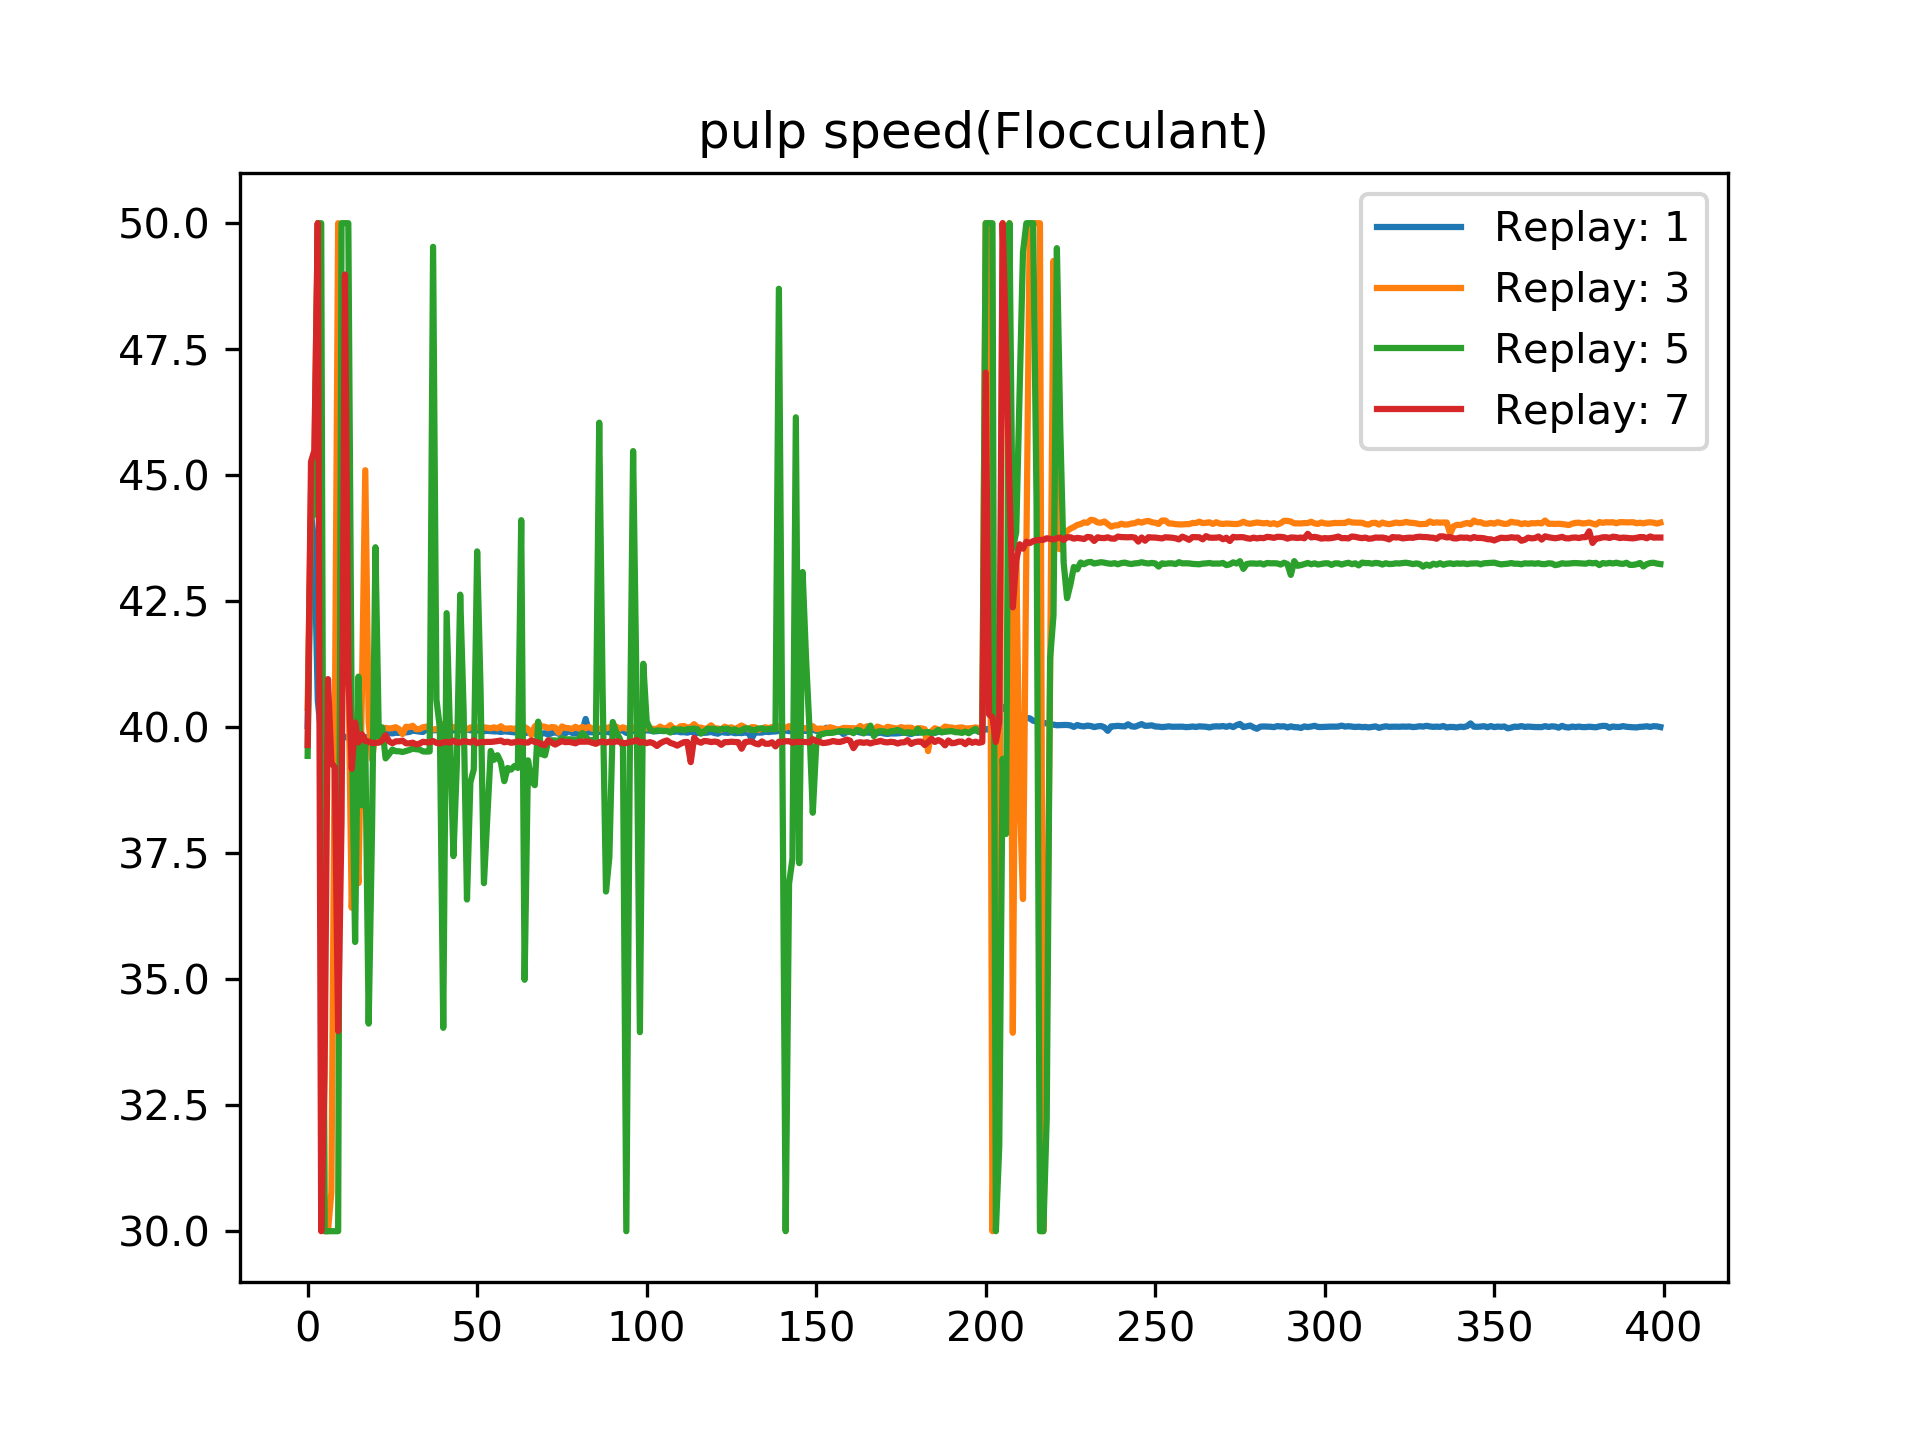 pulp speed(Flocculant)
50.0
47.5
45.0
42.5
40.0
37.5
35.0
32.5
30.0
0 50 100 150 200 250 300 350 400
Replay: 1
Replay: 3
Replay: 5
Replay: 7